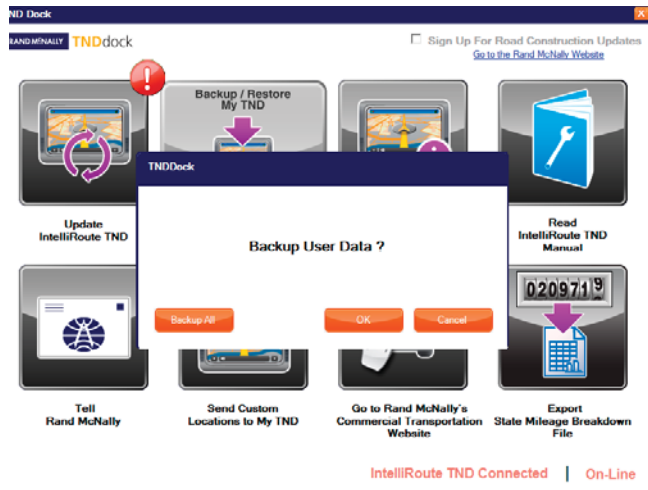 ND Dock
RAND MCNALLY TNDdock
Sign Up For Road Construction Updates
Go to the Rand McNally Website
!
Backup / Restore
My TND
TNDDock
Backup User Data ?
Backup All
OK
Cancel
Update
IntelliRoute TND
Read
IntelliRoute TND
Manual
0209719
Tell
Rand McNally
Send Custom
Locations to My TND
Go to Rand McNally's
Commercial Transportation
Website
Export
State Mileage Breakdown
File
IntelliRoute TND Connected | On-Line